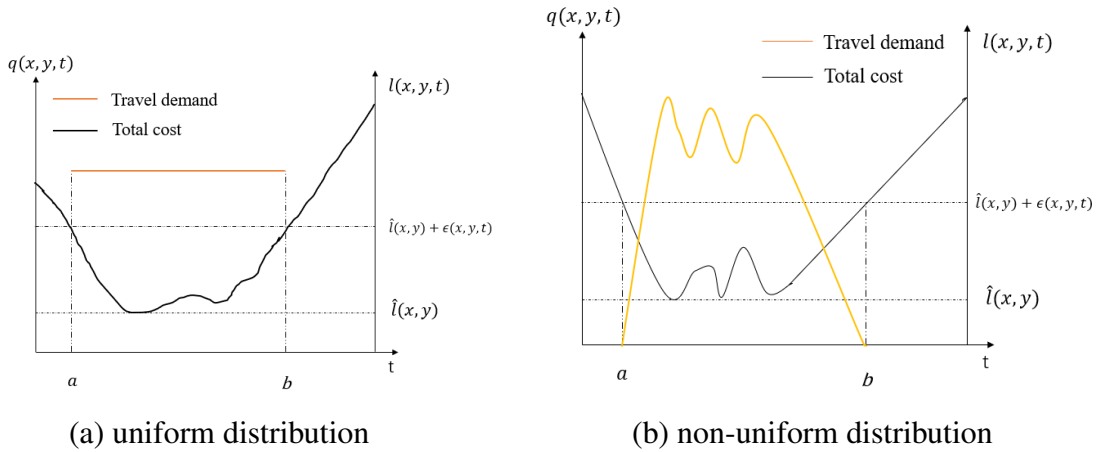 q(x, y, t)
l(x, y, t)
Travel demand
Total cost
l̂(x, y) + ϵ(x, y, t)
l̂(x, y)
t
a
b
(a) uniform distribution
q(x, y, t)
l(x, y, t)
Travel demand
Total cost
l̂(x, y) + ϵ(x, y, t)
l̂(x, y)
t
a
b
(b) non-uniform distribution